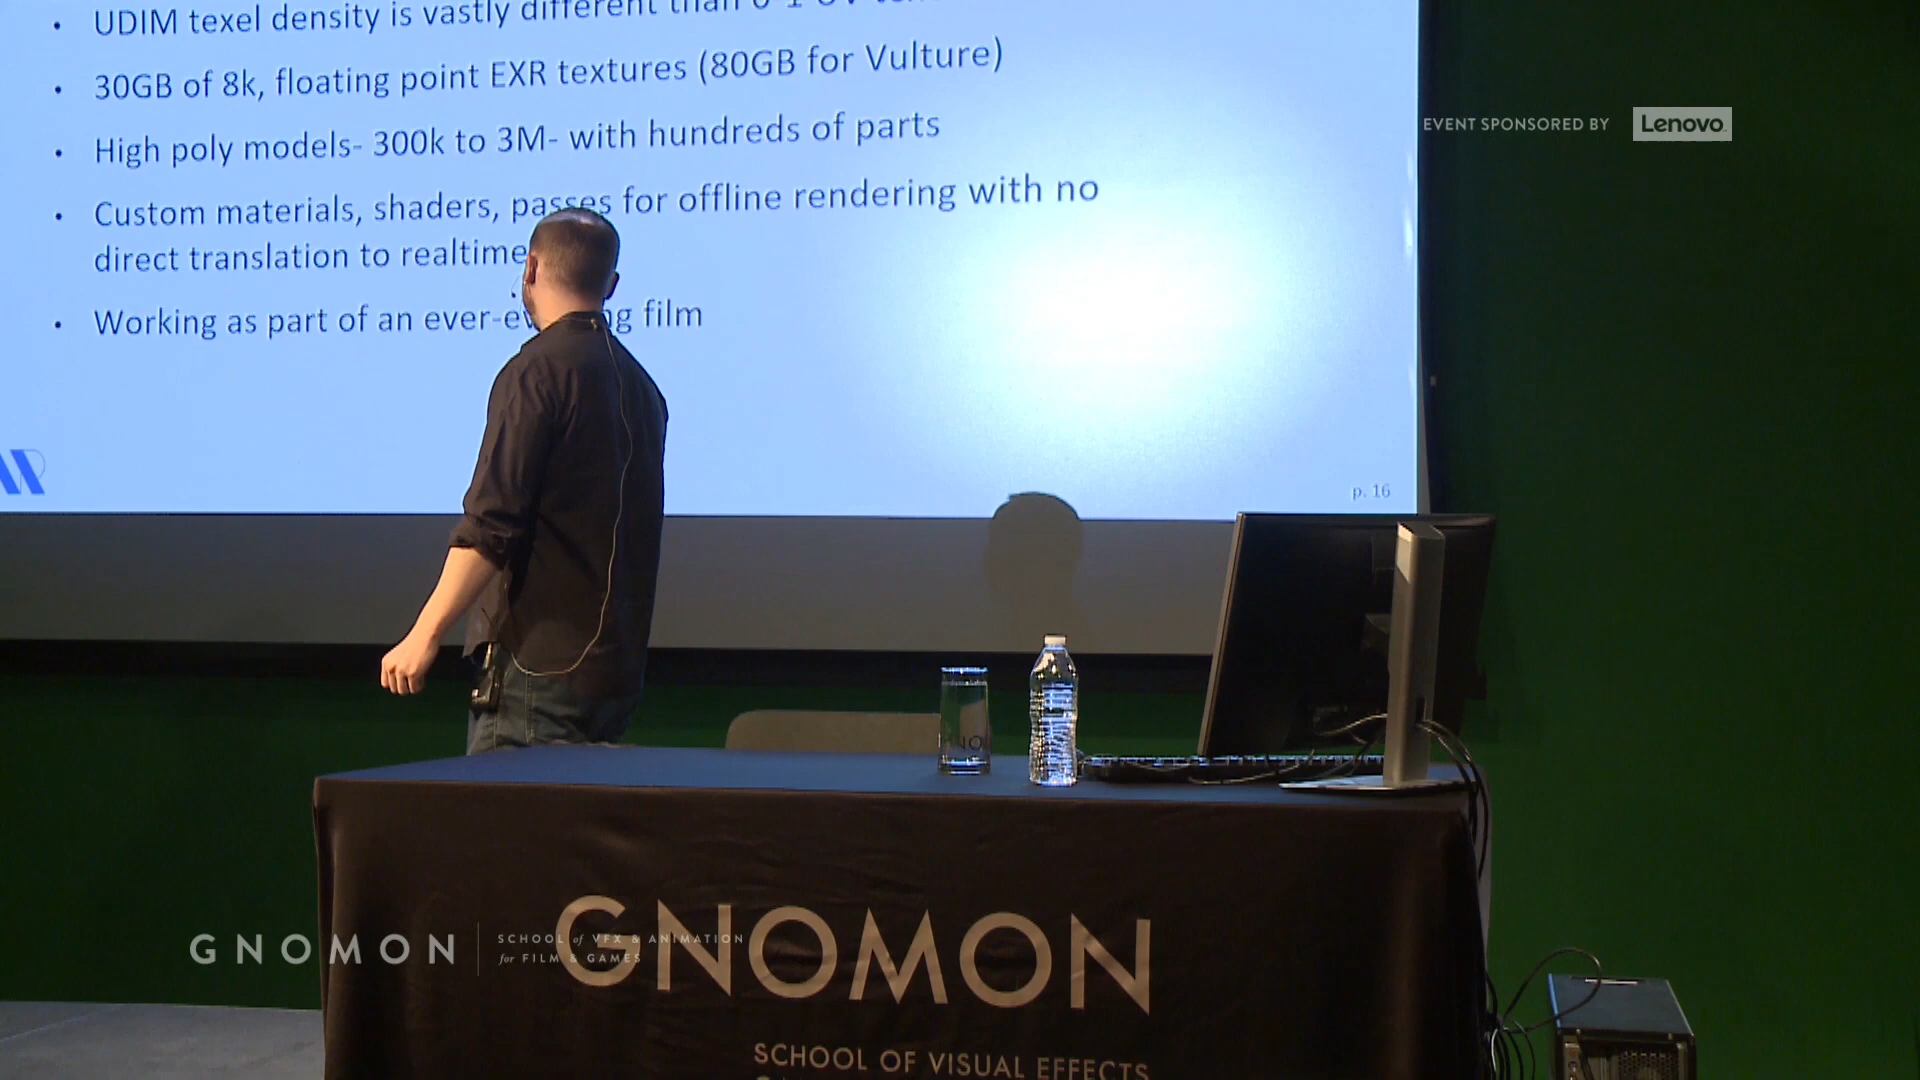 UDIM texel density is vastly different than 0-1 UV
30GB of 8k, floating point EXR textures (80GB for Vulture)
High poly models- 300k to 3M- with hundreds of parts
Custom materials, shaders, passes for offline rendering with no
direct translation to realtime
Working as part of an film
p. 16
EVENT SPONSORED BY Lenovo
GNOMON
SCHOOL of VFX & ANIMATION
for FILM & GAMES
GNOMON
SCHOOL OF VISUAL EFFECTS